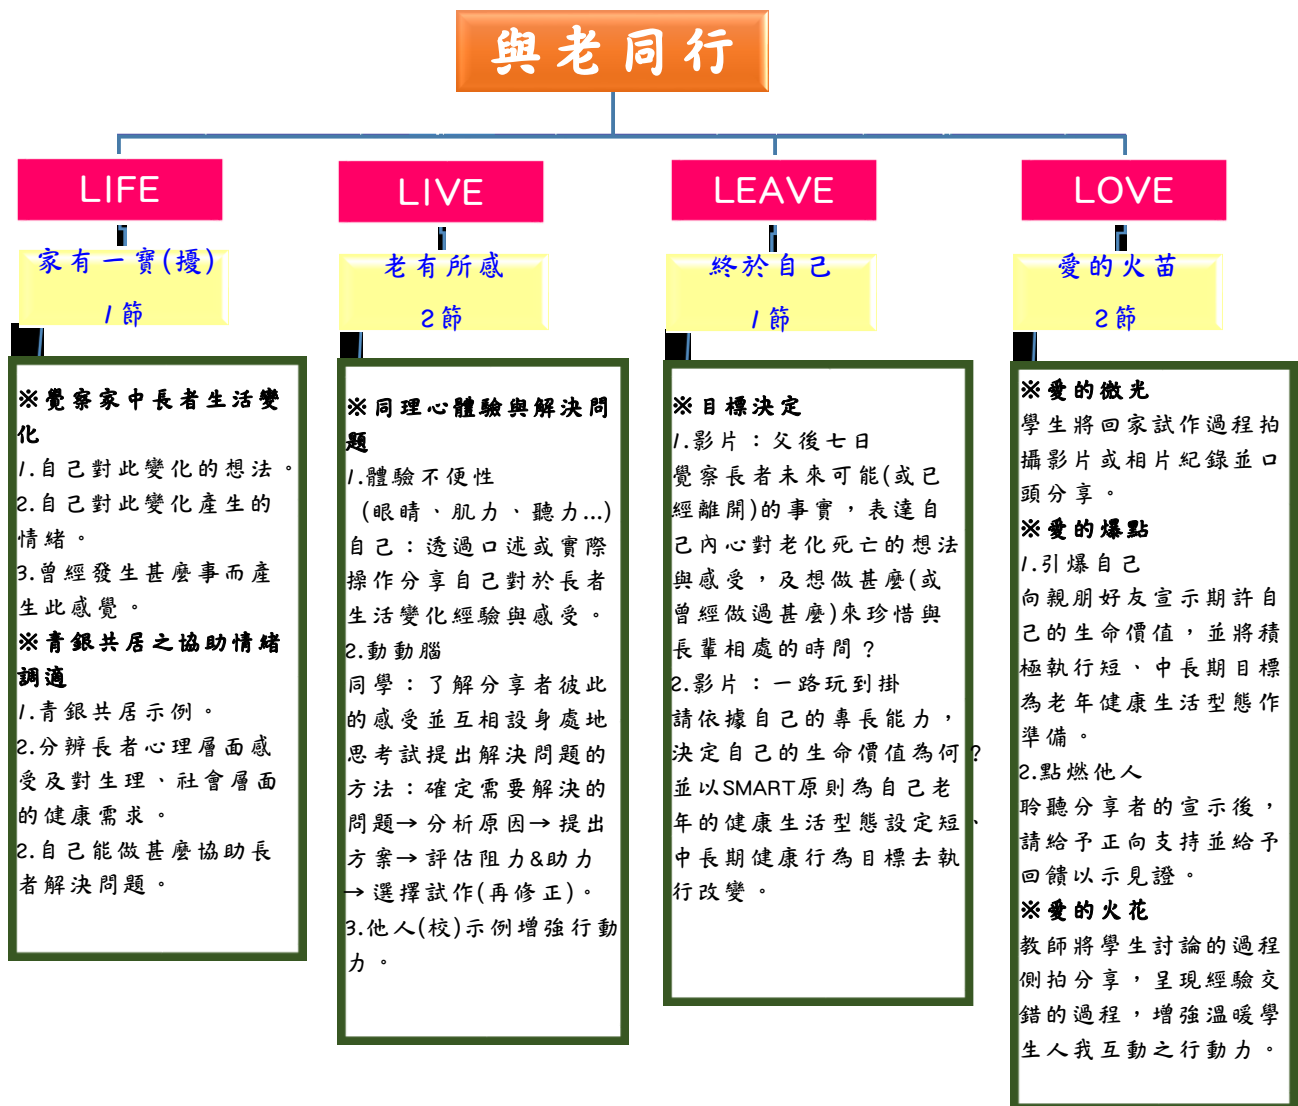 與老同行
LIFE
家有一寶(擾)
1節
※覺察家中長者生活變
化
1.自己對此變化的想法。
2.自己對此變化產生的
情緒。
3.曾經發生甚麼事而產
生此感覺。
※青銀共居之協助情緒
調適
1.青銀共居示例。
2.分辨長者心理層面感
受及對生理、社會層面
的健康需求。
2.自己能做甚麼協助長
者解決問題。
LIVE
老有所感
2節
※同理心體驗與解決問
題
1.體驗不便性
(眼睛、肌力、聽力...)
自己：透過口述或實際
操作分享自己對於長者
生活變化經驗與感受。
2.動動腦
同學：了解分享者彼此
的感受並互相設身處地
思考試提出解決問題的
方法：確定需要解決的
問題→分析原因→提出
方案→評估阻力&助力
→選擇試作(再修正)。
3.他人(校)示例增強行動
力。
LEAVE
終於自己
1節
※目標決定
1.影片：父後七日
覺察長者未來可能(或已
經離開)的事實，表達自
己內心對老化死亡的想法
與感受，及想做甚麼(或
曾經做過甚麼)來珍惜與
長輩相處的時間？
2.影片：一路玩到掛
請依據自己的專長能力，
決定自己的生命價值為何？
並以SMART原則為自己老
年的健康生活型態設定短、
中長期健康行為目標去執
行改變。
LOVE
愛的火苗
2節
※愛的微光
學生將回家試作過程拍
攝影片或相片紀錄並口
頭分享。
※愛的爆點
1.引爆自己
向親朋好友宣示期許自
己的生命價值，並將積
極執行短、中長期目標
為老年健康生活型態作
準備。
2.點燃他人
聆聽分享者的宣示後，
請給予正向支持並給予
回饋以示見證。
※愛的火花
教師將學生討論的過程
側拍分享，呈現經驗交
錯的過程，增強溫暖學
生人我互動之行動力。